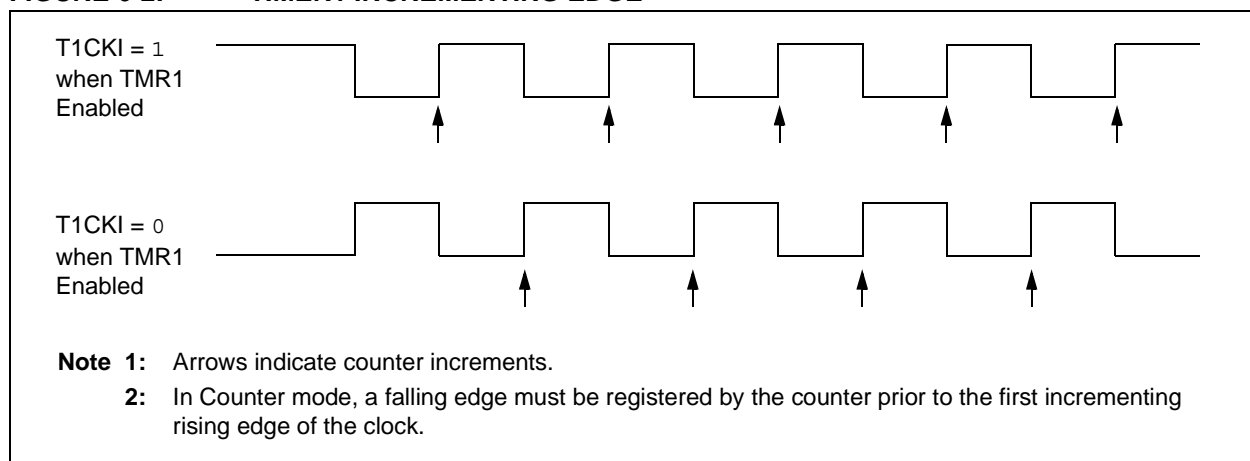 T1CKI = 1
when TMR1
Enabled
T1CKI = 0
when TMR1
Enabled
Note 1: Arrows indicate counter increments.
2: In Counter mode, a falling edge must be registered by the counter prior to the first incrementing
rising edge of the clock.